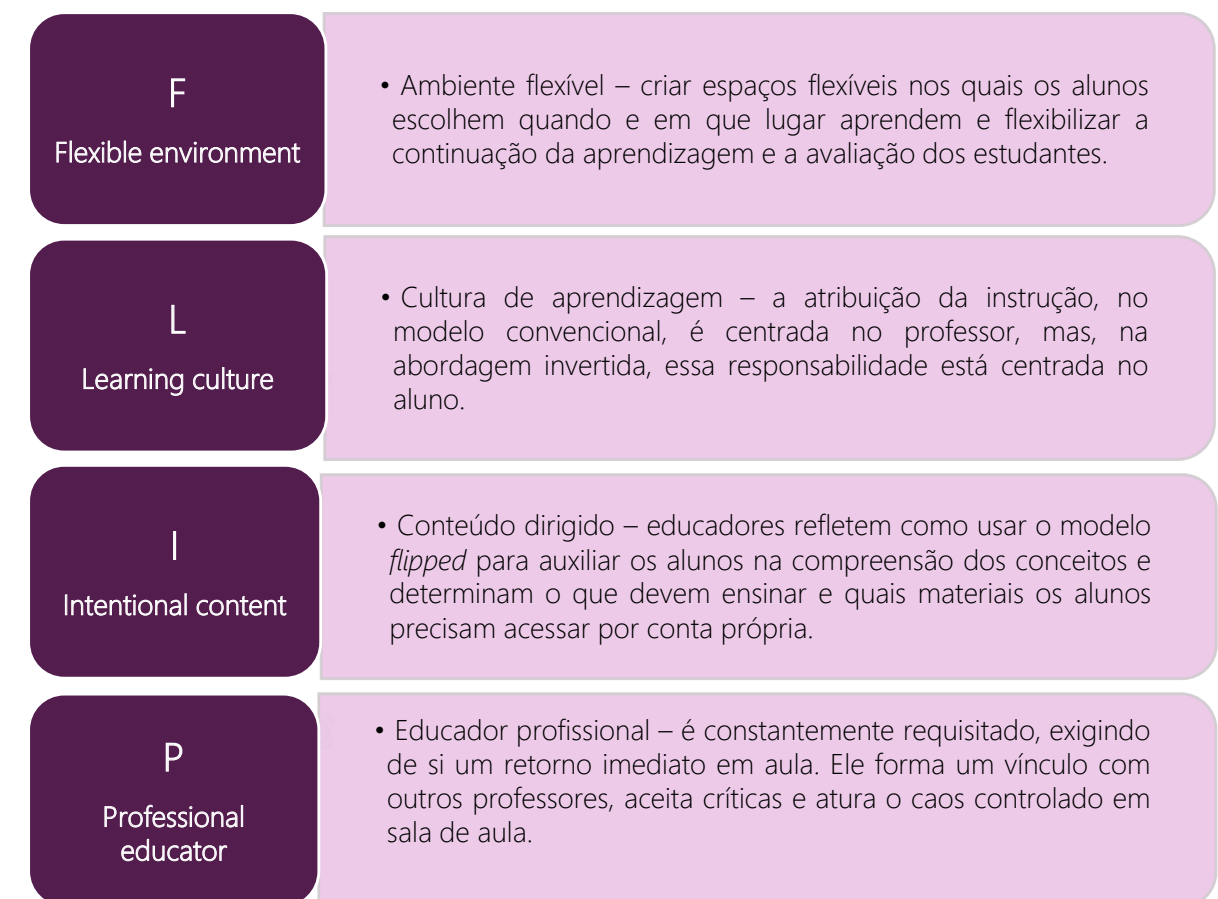 F
Flexible environment
• Ambiente flexível – criar espaços flexíveis nos quais os alunos
escolhem quando e em que lugar aprendem e flexibilizar a
continuação da aprendizagem e a avaliação dos estudantes.
L
Learning culture
• Cultura de aprendizagem – a atribuição da instrução, no
modelo convencional, é centrada no professor, mas, na
abordagem invertida, essa responsabilidade está centrada no
aluno.
I
Intentional content
• Conteúdo dirigido – educadores refletem como usar o modelo
flipped para auxiliar os alunos na compreensão dos conceitos e
determinam o que devem ensinar e quais materiais os alunos
precisam acessar por conta própria.
P
Professional
educator
• Educador profissional – é constantemente requisitado, exigindo
de si um retorno imediato em aula. Ele forma um vínculo com
outros professores, aceita críticas e atura o caos controlado em
sala de aula.